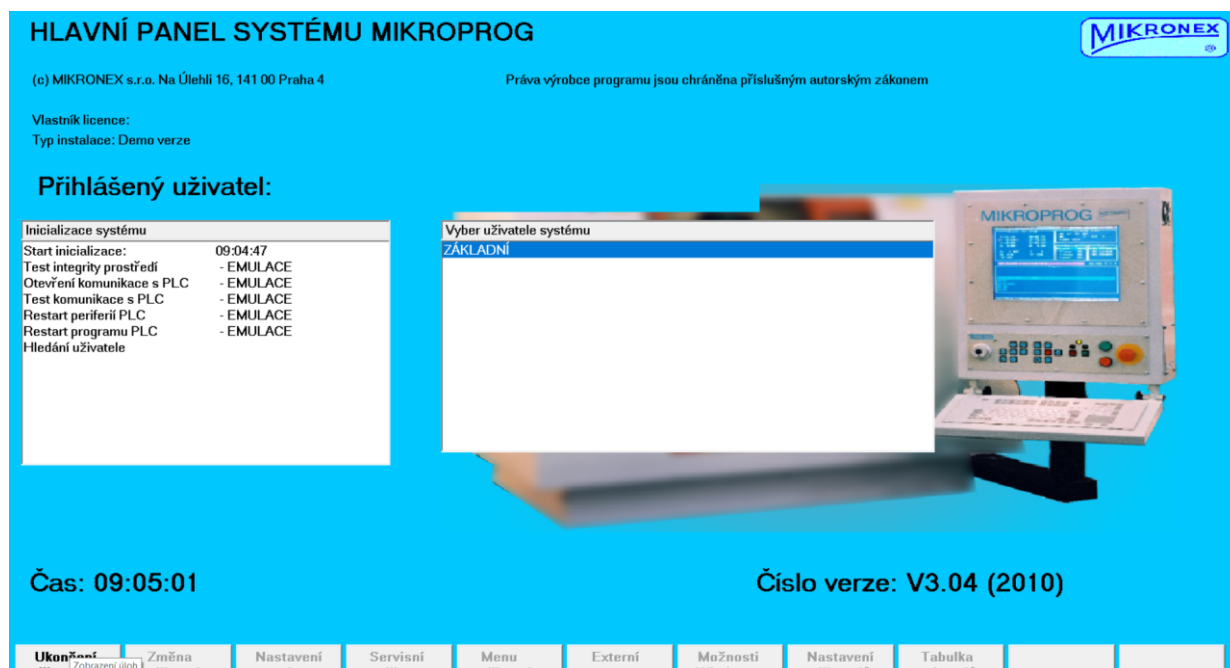 HLAVNÍ PANEL SYSTÉMU MIKROPROG
MIKRONEX
(c) MIKRONEX s.r.o. Na Úlehli 16, 141 00 Praha 4
Práva výrobce programu jsou chráněna příslušným autorským zákonem
Vlastník licence:
Typ instalace: Demo verze
Přihlášený uživatel:
MIKROPROG
Inicializace systému
Start inicializace: 09:04:47
Test integrity prostředí - EMULACE
Otevření komunikace s PLC - EMULACE
Test komunikace s PLC - EMULACE
Restart periferií PLC - EMULACE
Restart programu PLC - EMULACE
Hledání uživatele
Vyber uživatele systému
ZÁKLADNÍ
Čas: 09:05:01
Číslo verze: V3.04 (2010)
Ukončení
Změna
Nastavení
Servisní
Menu
Externí
Možnosti
Nastavení
Tabulka
Zobrazení úloh